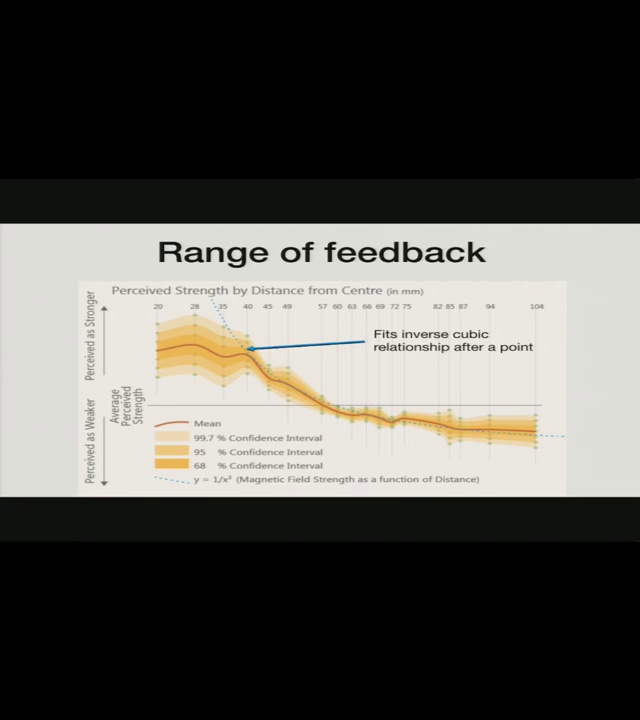 Range of feedback
Perceived Strength by Distance from Centre (in mm)
20 28 35 40 45 49 57 60 63 66 69 72 75 82 85 87 94 104
Perceived as Stronger
Fits inverse cubic
relationship after a point
Average
Perceived
Strength
Perceived as Weaker
Mean
99.7 % Confidence Interval
95 % Confidence Interval
68 % Confidence Interval
y = 1/x³ (Magnetic Field Strength as a function of Distance)